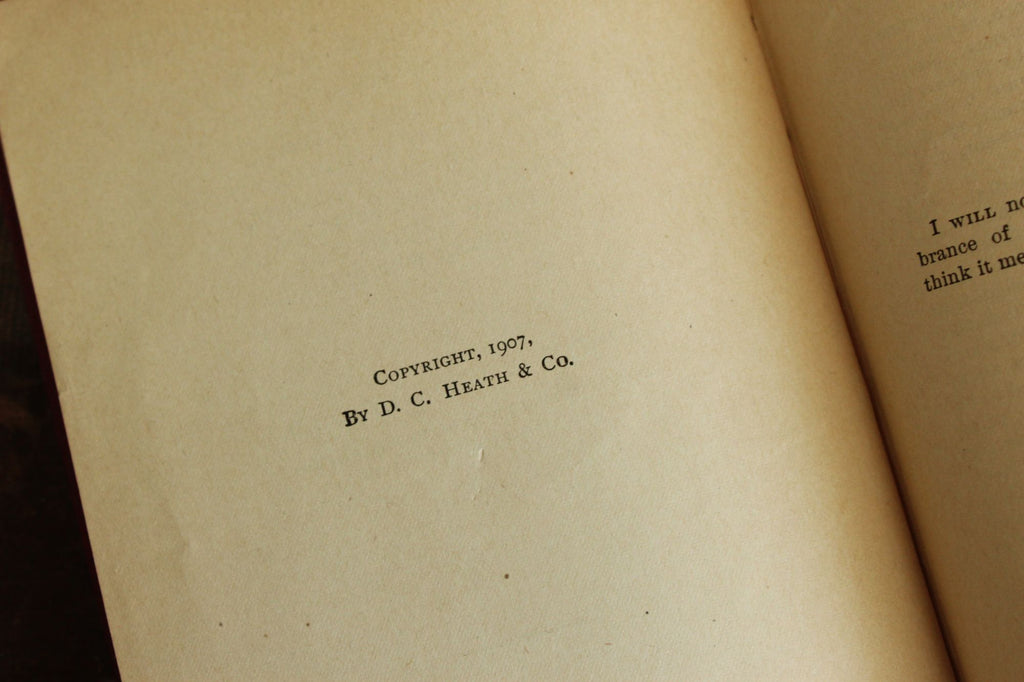 COPYRIGHT, 1907,
BY D. C. HEATH & CO.
I WILL
brance of
think it